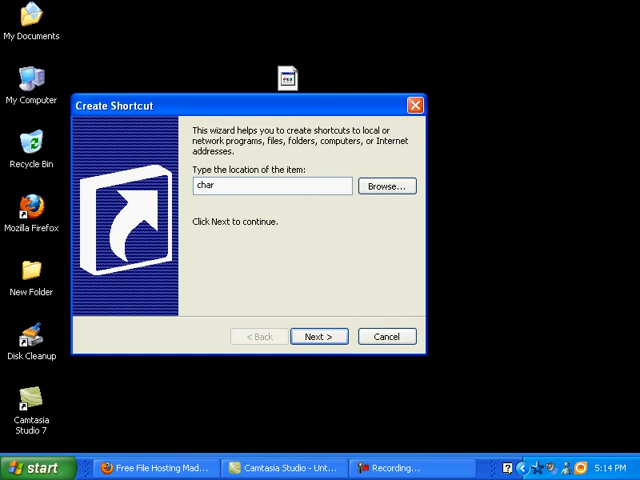 My Documents
My Computer
Recycle Bin
Mozilla Firefox
New Folder
Disk Cleanup
Camtasia
Studio 7
Create Shortcut
This wizard helps you to create shortcuts to local or
network programs, files, folders, computers, or Internet
addresses.
Type the location of the item:
char
Browse...
Click Next to continue.
< Back
Next >
Cancel
start
Free File Hosting Mad...
Camtasia Studio - Unt...
Recording...
5:14 PM